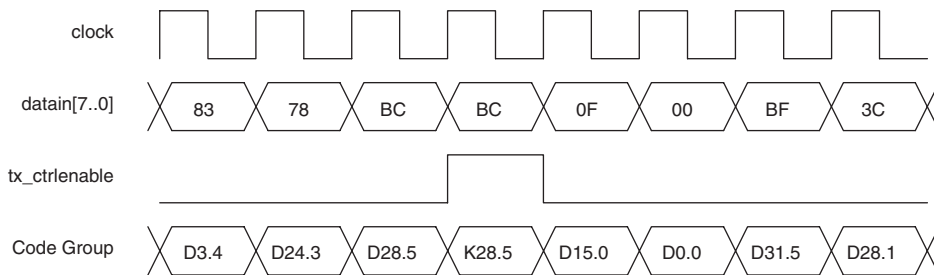 clock
datain[7..0] 83 78 BC BC 0F 00 BF 3C
tx_ctrlenable
Code Group D3.4 D24.3 D28.5 K28.5 D15.0 D0.0 D31.5 D28.1